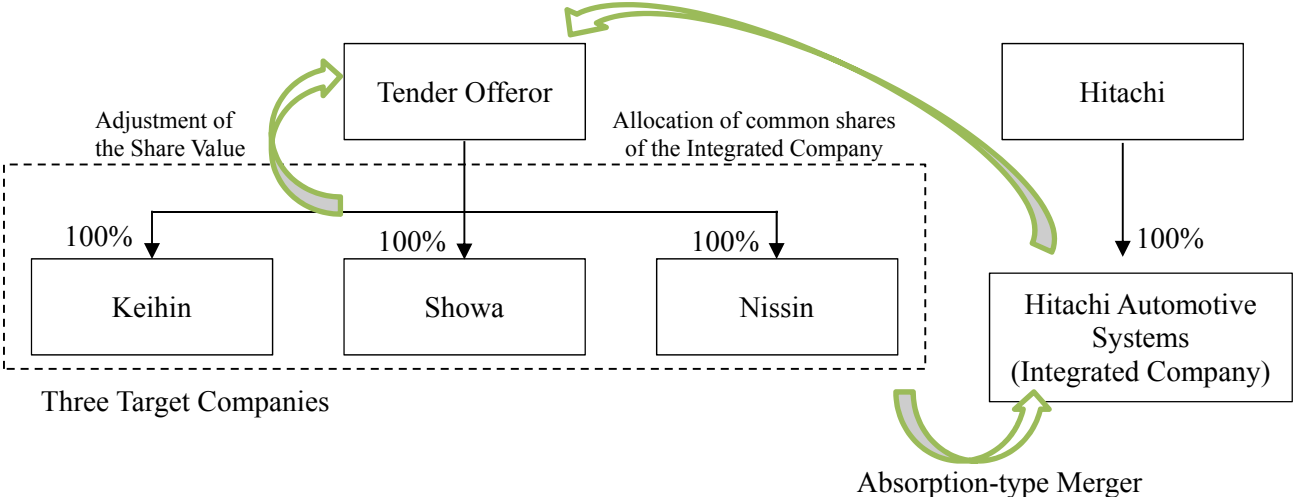 Tender Offeror
Hitachi
Adjustment of
the Share Value
Allocation of common shares
of the Integrated Company
100%
100%
100%
100%
Keihin
Showa
Nissin
Hitachi Automotive
Systems
(Integrated Company)
Three Target Companies
Absorption-type Merger